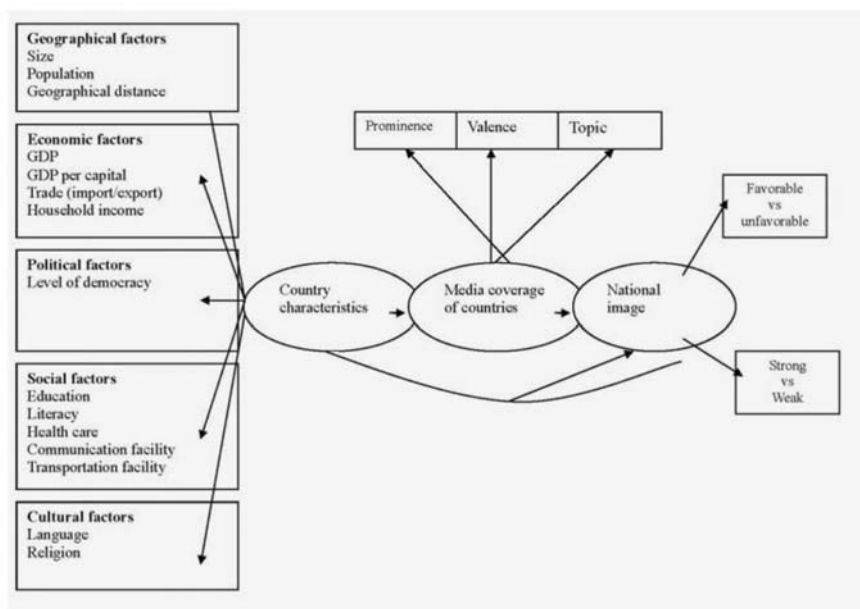 Geographical factors
Size
Population
Geographical distance
Economic factors
GDP
GDP per capital
Trade (import/export)
Household income
Political factors
Level of democracy
Social factors
Education
Literacy
Health care
Communication facility
Transportation facility
Cultural factors
Language
Religion
Prominence
Valence
Topic
Country
characteristics
Media coverage
of countries
National
image
Favorable
vs
unfavorable
Strong
vs
Weak